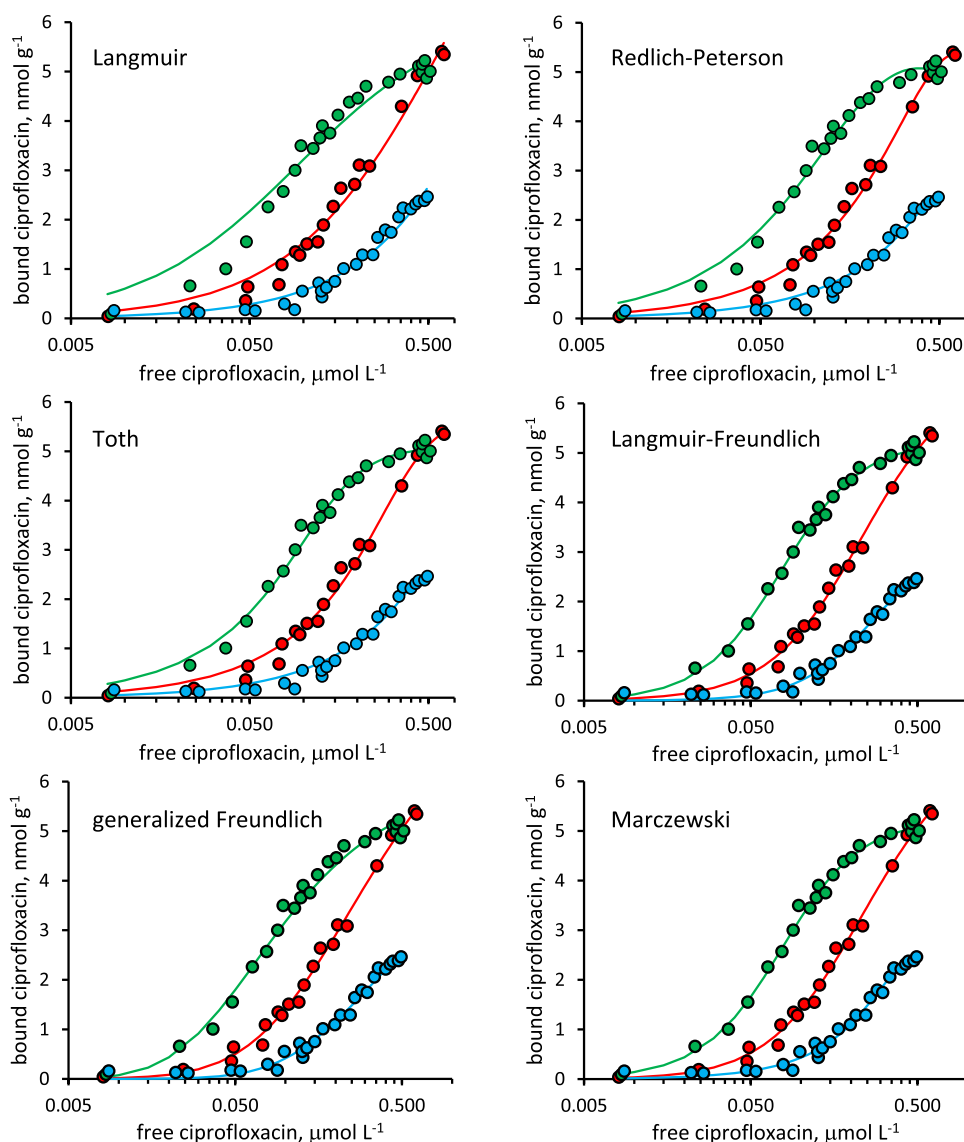 Langmuir
bound ciprofloxacin, nmol g-1
6
5
4
3
2
1
0
0.005 0.050 0.500
free ciprofloxacin, μmol L-1
Redlich-Peterson
bound ciprofloxacin, nmol g-1
6
5
4
3
2
1
0
0.005 0.050 0.500
free ciprofloxacin, μmol L-1
Toth
bound ciprofloxacin, nmol g-1
6
5
4
3
2
1
0
0.005 0.050 0.500
free ciprofloxacin, μmol L-1
Langmuir-Freundlich
bound ciprofloxacin, nmol g-1
6
5
4
3
2
1
0
0.005 0.050 0.500
free ciprofloxacin, μmol L-1
generalized Freundlich
bound ciprofloxacin, nmol g-1
6
5
4
3
2
1
0
0.005 0.050 0.500
free ciprofloxacin, μmol L-1
Marczewski
bound ciprofloxacin, nmol g-1
6
5
4
3
2
1
0
0.005 0.050 0.500
free ciprofloxacin, μmol L-1